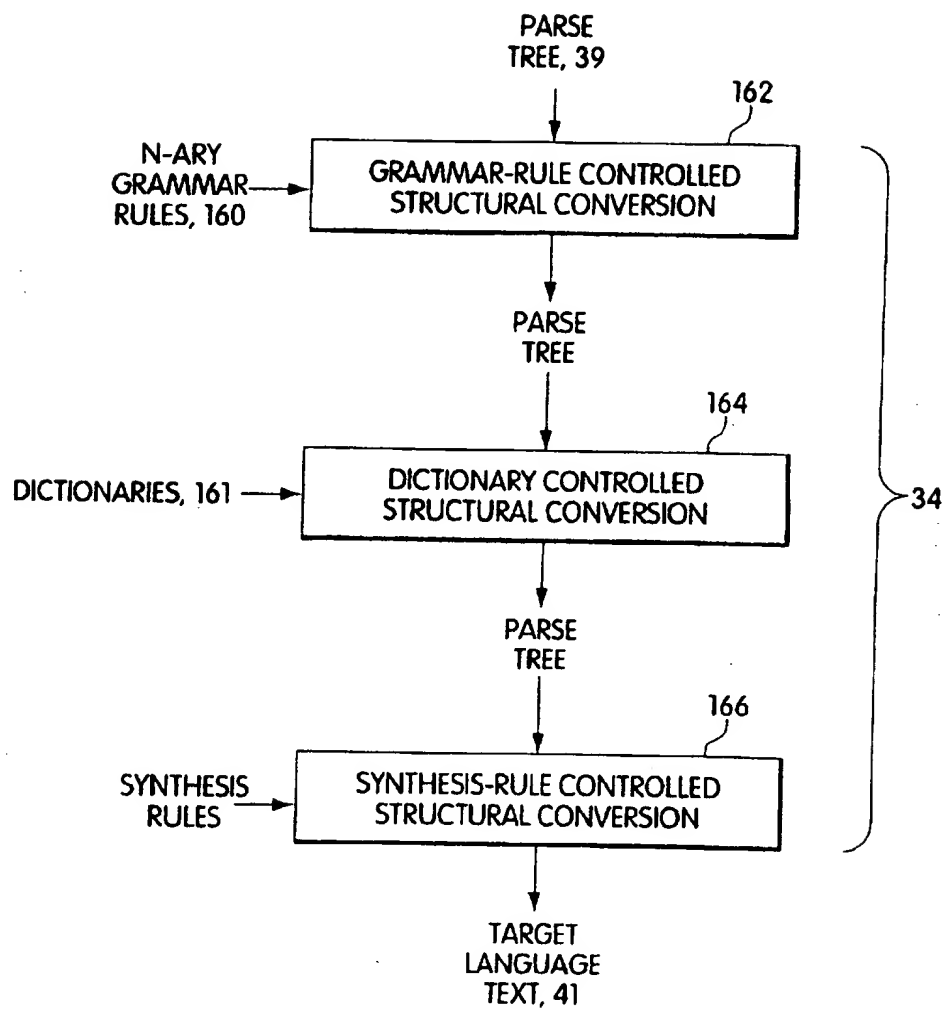 PARSE
TREE, 39
162
N-ARY
GRAMMAR
RULES, 160
GRAMMAR-RULE CONTROLLED
STRUCTURAL CONVERSION
PARSE
TREE
164
DICTIONARIES, 161
DICTIONARY CONTROLLED
STRUCTURAL CONVERSION
34
PARSE
TREE
166
SYNTHESIS
RULES
SYNTHESIS-RULE CONTROLLED
STRUCTURAL CONVERSION
TARGET
LANGUAGE
TEXT, 41